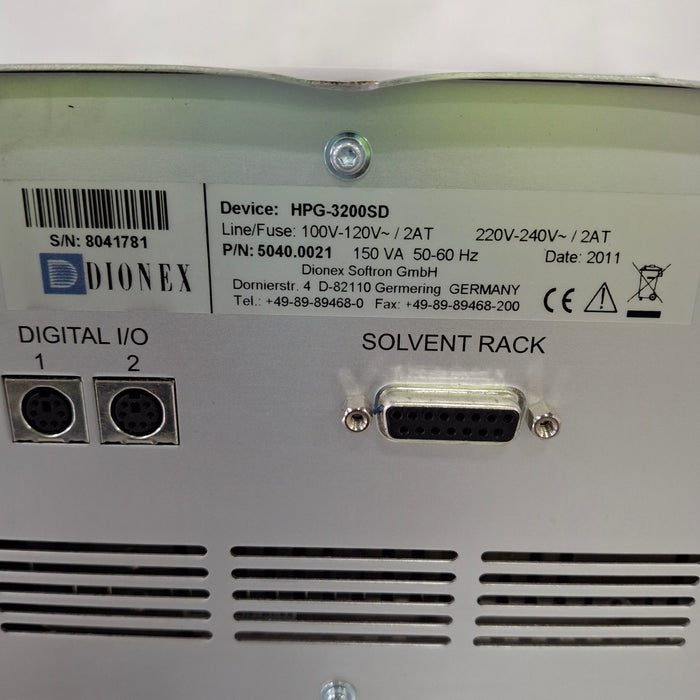 S/N: 8041781
DIONEX
Device: HPG-3200SD
Line/Fuse: 100V-120V~ / 2AT 220V-240V~ / 2AT
P/N: 5040.0021 150 VA 50-60 Hz Date: 2011
Dionex Softron GmbH
Dornierstr. 4 D-82110 Germering GERMANY
Tel.: +49-89-89468-0 Fax: +49-89-89468-200
CE
DIGITAL I/O
1 2
SOLVENT RACK